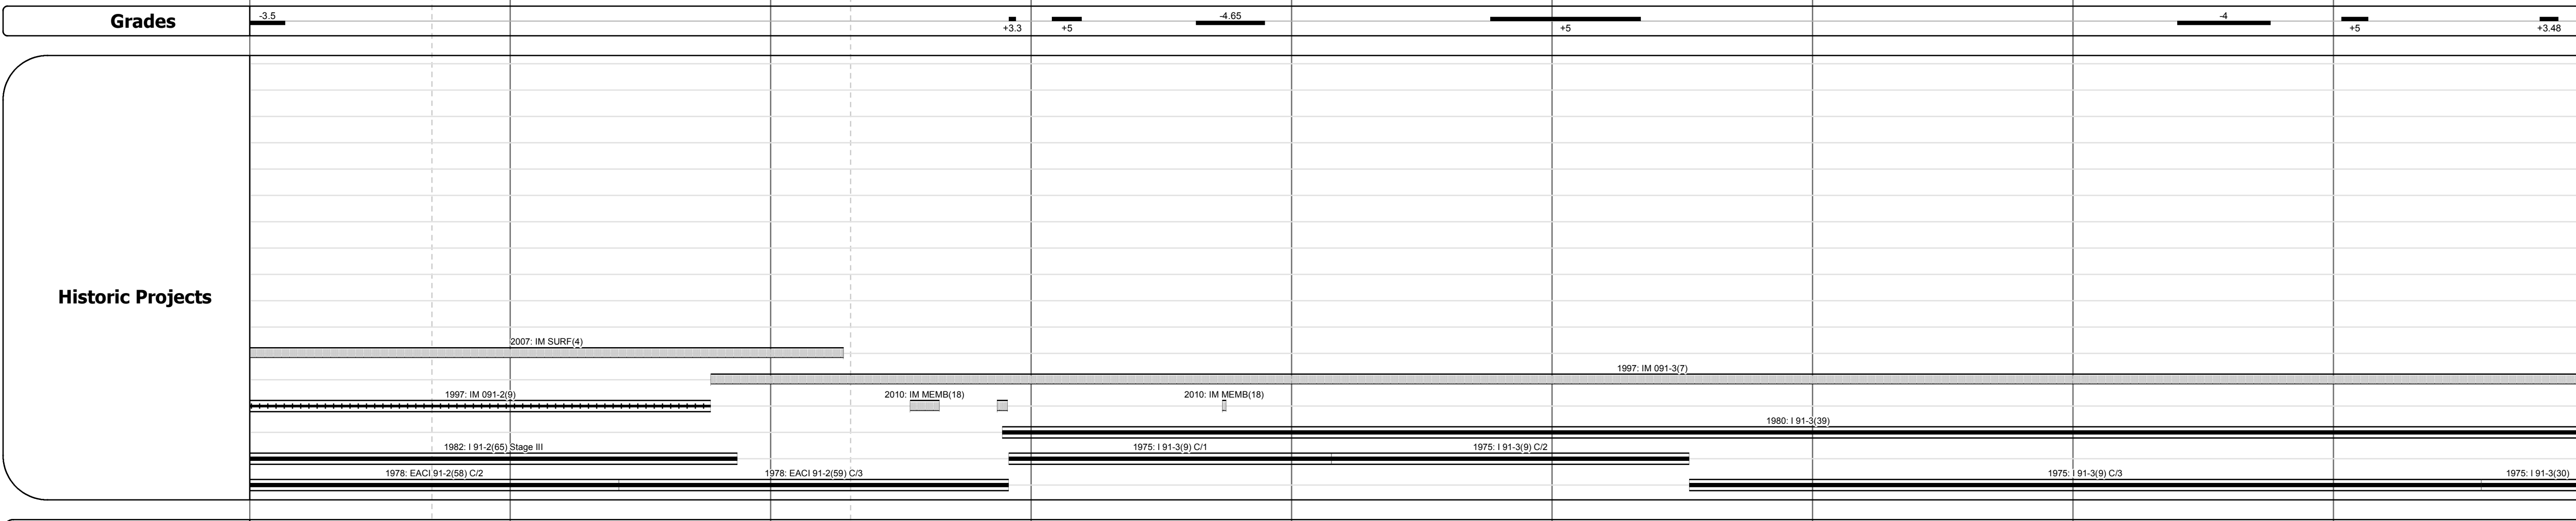 Grades
-3.5
+3.3
+5
-4.65
+5
-4
+5
+3.48
Historic Projects
2007: IM SURF(4)
1997: IM 091-3(7)
1997: IM 091-2(9)
2010: IM MEMB(18)
2010: IM MEMB(18)
1980: I 91-3(39)
1982: I 91-2(65) Stage III
1975: I 91-3(9) C/1
1975: I 91-3(9) C/2
1978: EACI 91-2(58) C/2
1978: EACI 91-2(59) C/3
1975: I 91-3(9) C/3
1975: I 91-3(30)